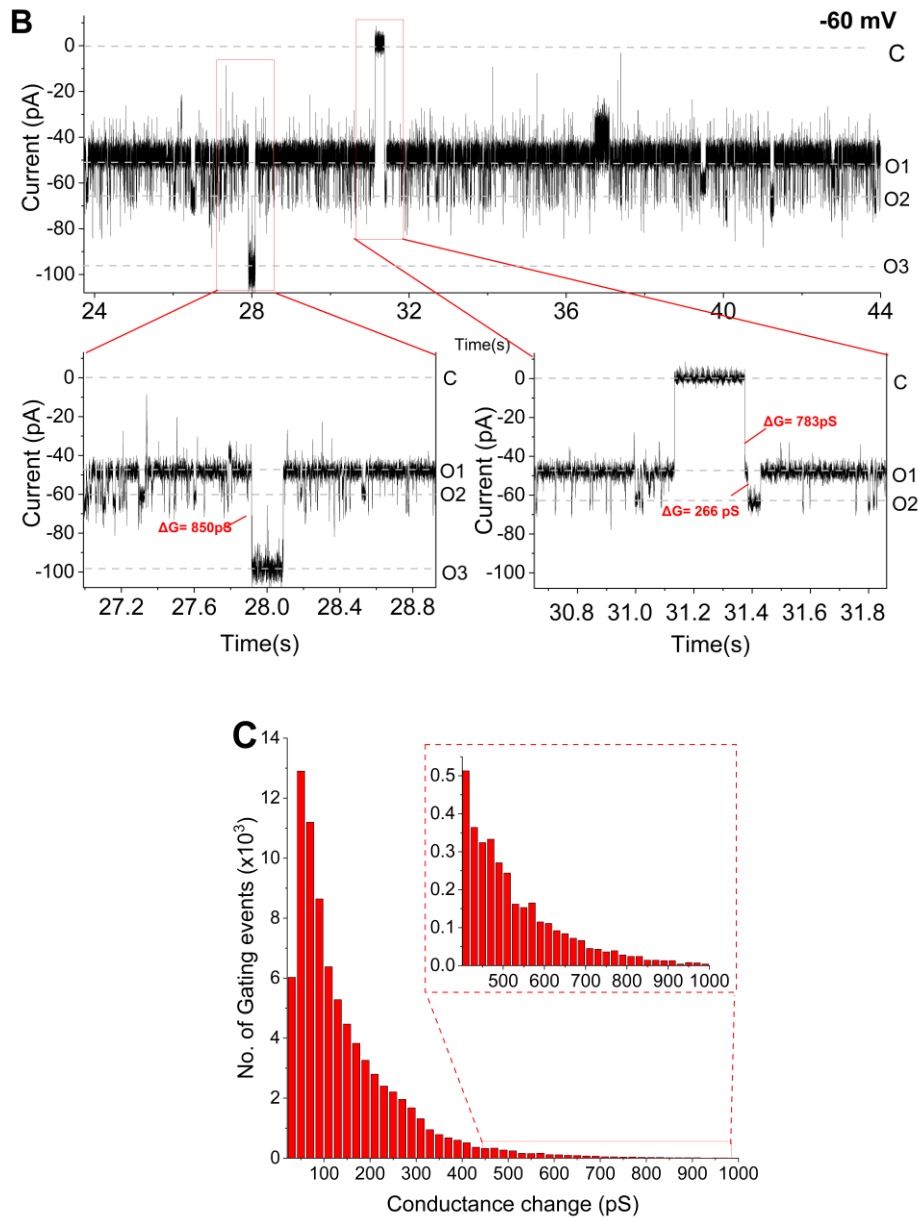 B
-60 mV
Current (pA)
0
-20
-40
-60
-80
-100
C
O1
O2
O3
24 28 32 36 40 44
Time(s)
Current (pA)
0
-20
-40
-60
-80
-100
C
O1
O2
O3
ΔG= 850pS
27.2 27.6 28.0 28.4 28.8
Time(s)
Current (pA)
0
-20
-40
-60
-80
-100
C
O1
O2
ΔG= 783pS
ΔG= 266 pS
30.8 31.0 31.2 31.4 31.6 31.8
Time(s)
C
No. of Gating events (x10³)
14
12
10
8
6
4
2
0
100 200 300 400 500 600 700 800 900 1000
Conductance change (pS)
0.5
0.4
0.3
0.2
0.1
0.0
500 600 700 800 900 1000